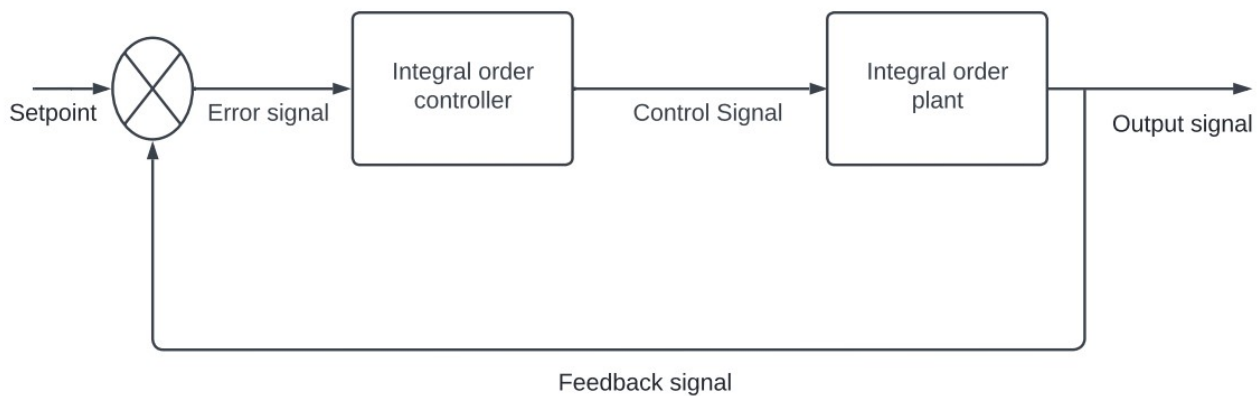 Setpoint
Error signal
Integral order
controller
Control Signal
Integral order
plant
Output signal
Feedback signal